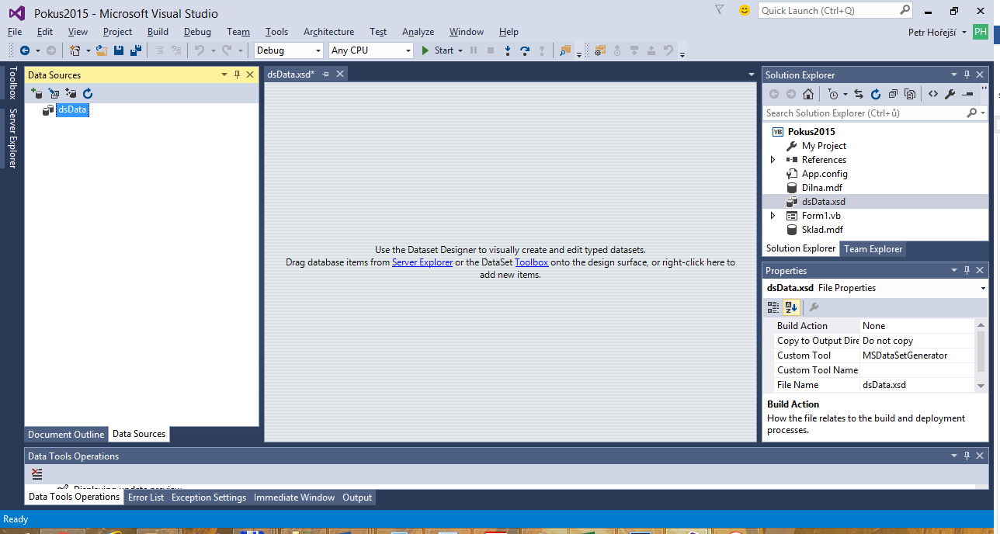 Pokus2015 - Microsoft Visual Studio
Quick Launch (Ctrl+Q)
File Edit View Project Build Debug Team Tools Architecture Test Analyze Window Help
Petr Hořejší PH
Debug Any CPU Start
Toolbox
Server Explorer
Data Sources
dsData
Document Outline Data Sources
dsData.xsd*
Use the Dataset Designer to visually create and edit typed datasets.
Drag database items from Server Explorer or the DataSet Toolbox onto the design surface, or right-click here to
add new items.
Solution Explorer
Search Solution Explorer (Ctrl+ů)
VB Pokus2015
My Project
References
App.config
Dilna.mdf
dsData.xsd
Form1.vb
Sklad.mdf
Solution Explorer Team Explorer
Properties
dsData.xsd File Properties
Build Action None
Copy to Output Dire Do not copy
Custom Tool MSDataSetGenerator
Custom Tool Name
File Name dsData.xsd
Build Action
How the file relates to the build and deployment
processes.
Data Tools Operations
Displaying update preview
Data Tools Operations Error List Exception Settings Immediate Window Output
Ready